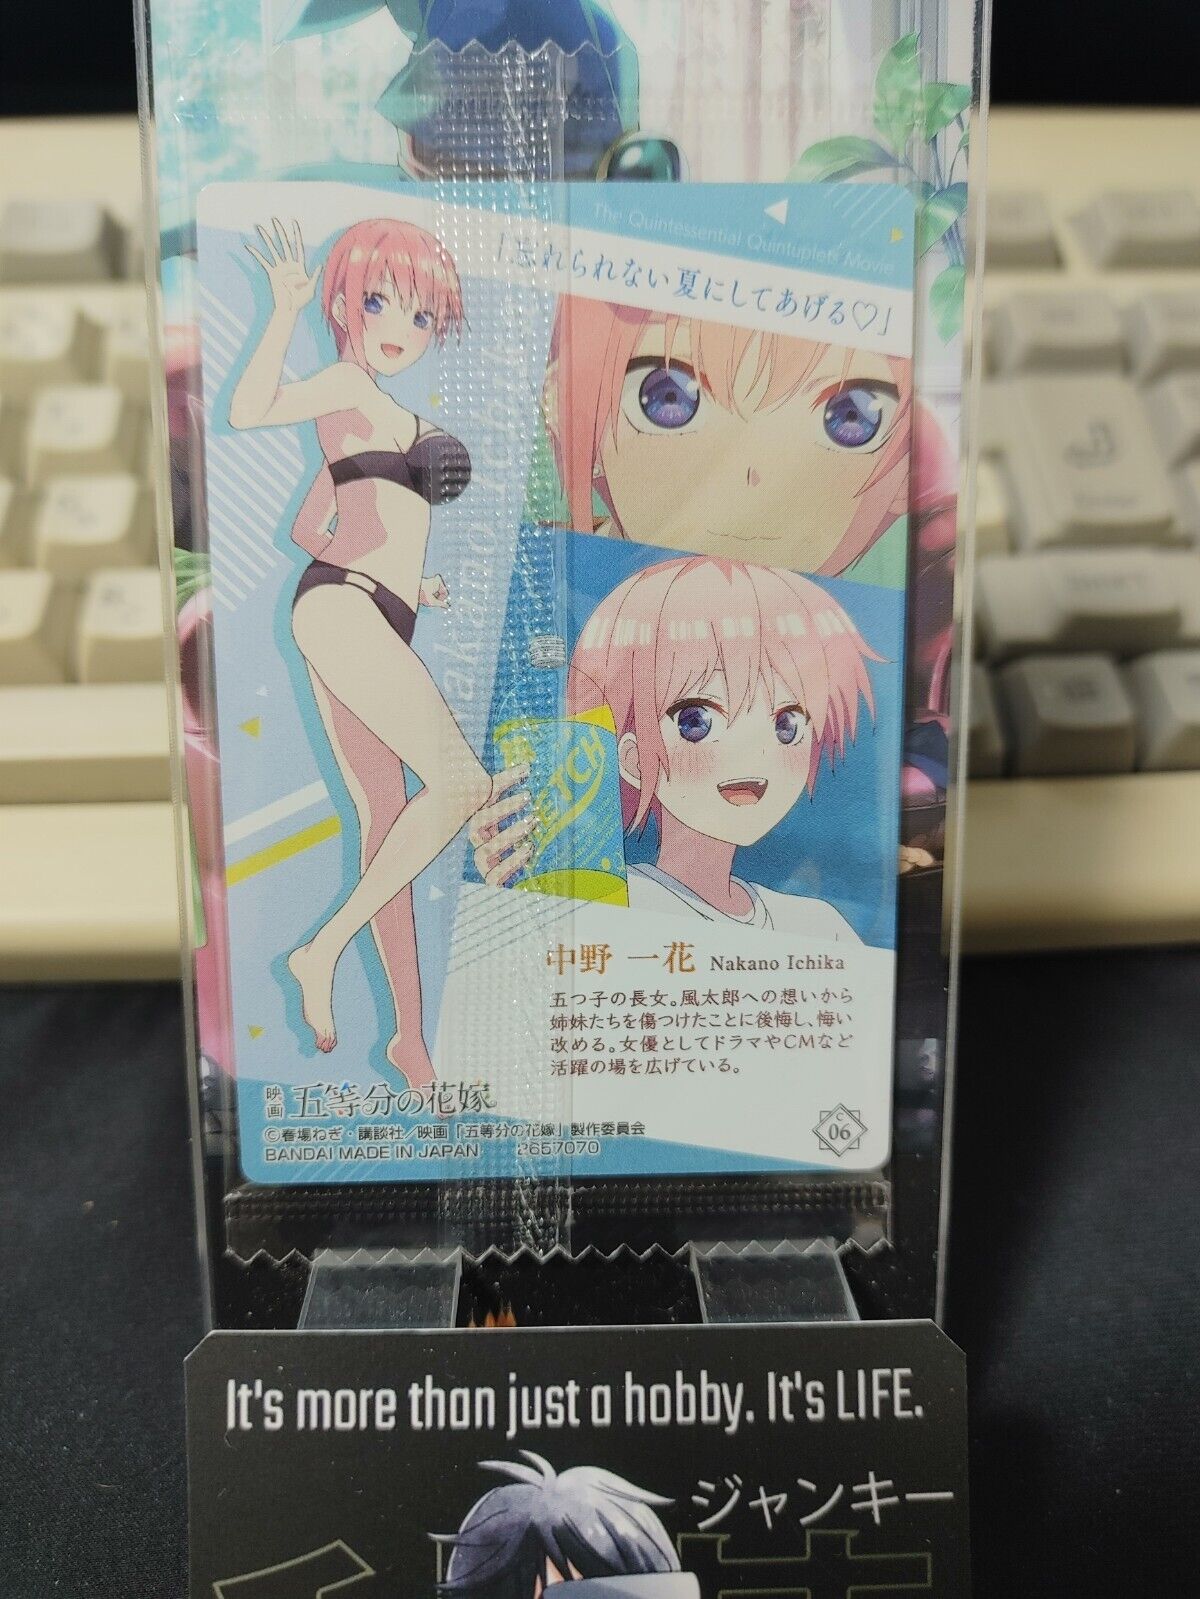 The Quintessential Quintuplets Movie
「忘れられない夏にしてあげる♡」
Nakano Ichika
ETCH
中野 一花 Nakano Ichika
五つ子の長女。風太郎への想いから
姉妹たちを傷つけたことに後悔し、悔い
改める。女優としてドラマやCMなど
活躍の場を広げている。
映画 五等分の花嫁
©春場ねぎ・講談社/映画「五等分の花嫁」製作委員会
BANDAI MADE IN JAPAN 2657070
C
06
It's more than just a hobby. It's LIFE.
ジャンキー